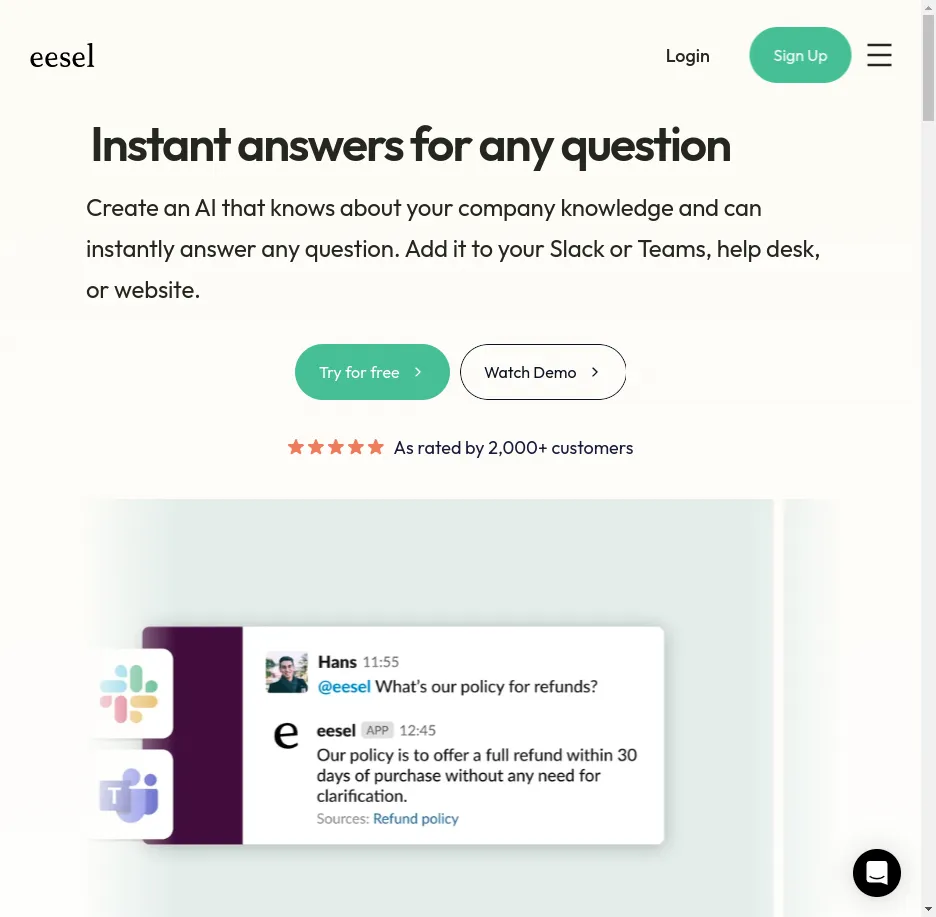 eesel
Login
Sign Up
Instant answers for any question
Create an AI that knows about your company knowledge and can
instantly answer any question. Add it to your Slack or Teams, help desk,
or website.
Try for free
Watch Demo
As rated by 2,000+ customers
Hans 11:55
@eesel What's our policy for refunds?
e
eesel APP 12:45
Our policy is to offer a full refund within 30
days of purchase without any need for
clarification.
Sources: Refund policy
T